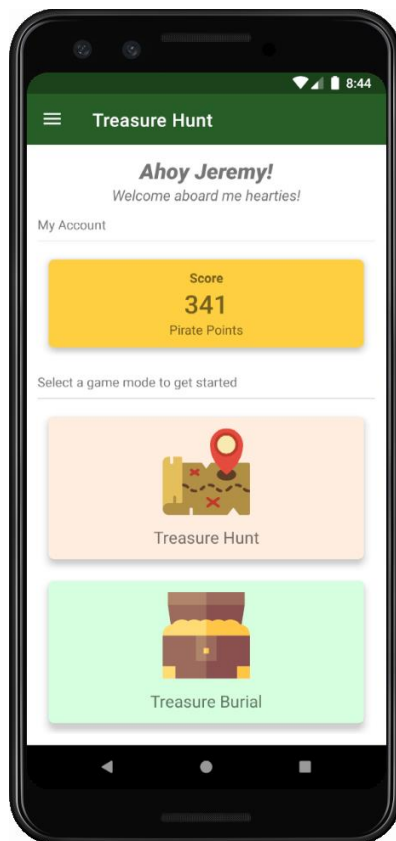 8:44
Treasure Hunt
Ahoy Jeremy!
Welcome aboard me hearties!
My Account
Score
341
Pirate Points
Select a game mode to get started
Treasure Hunt
Treasure Burial